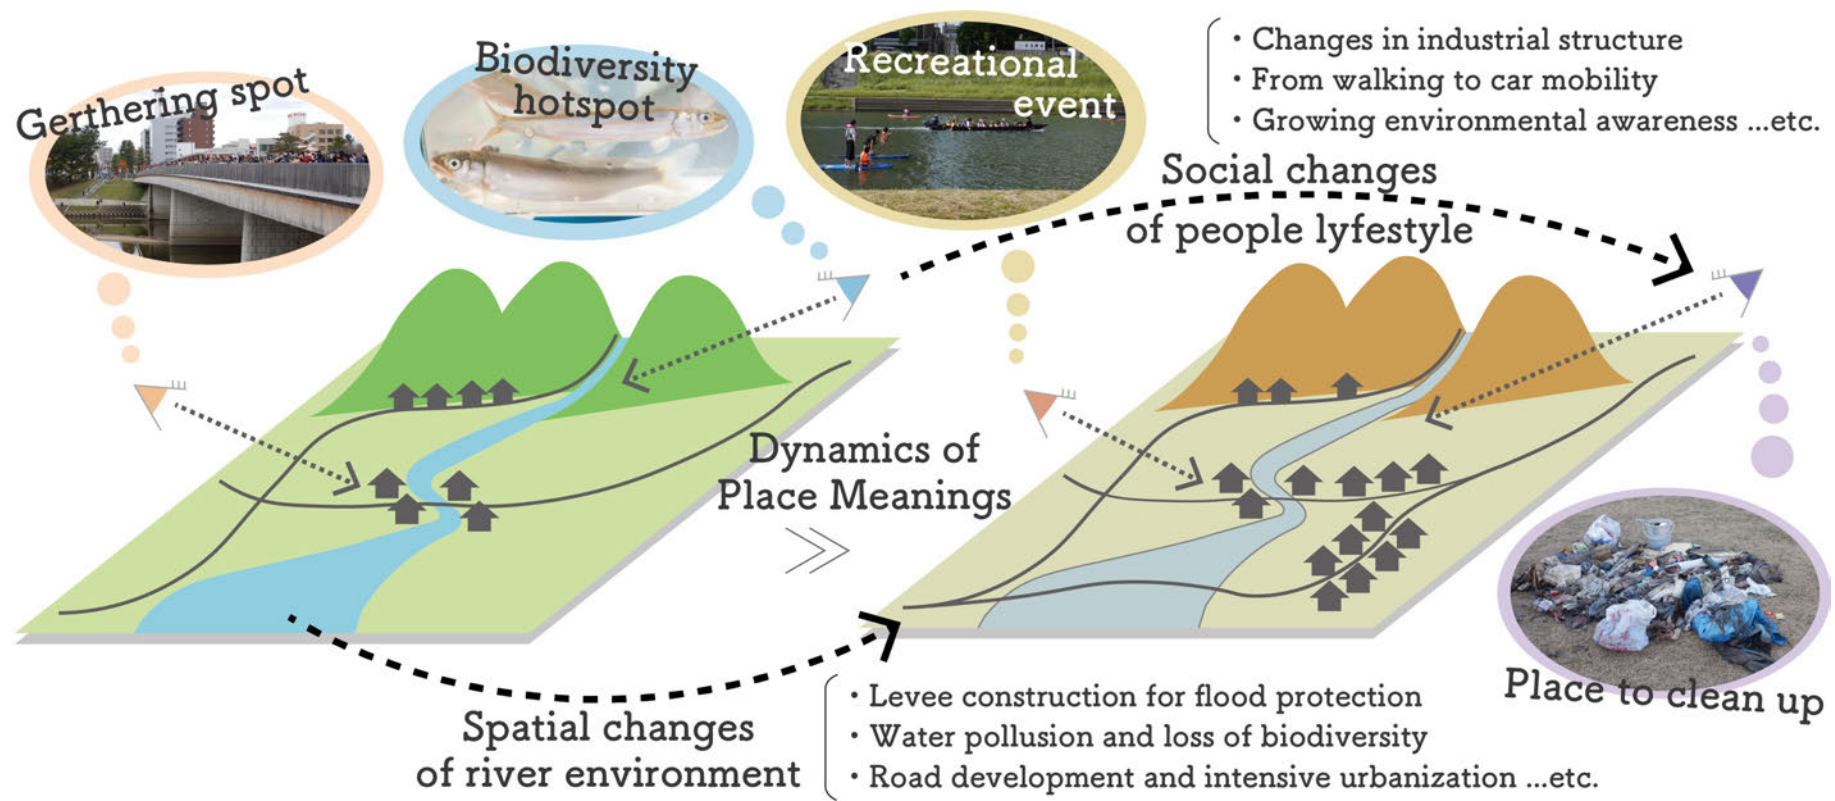 Gerthering spot
Biodiversity
hotspot
Recreational
event
· Changes in industrial structure
· From walking to car mobility
· Growing environmental awareness ...etc.
Social changes
of people lyfestyle
Dynamics of
Place Meanings
Place to clean up
Spatial changes
of river environment
· Levee construction for flood protection
· Water pollusion and loss of biodiversity
· Road development and intensive urbanization ...etc.